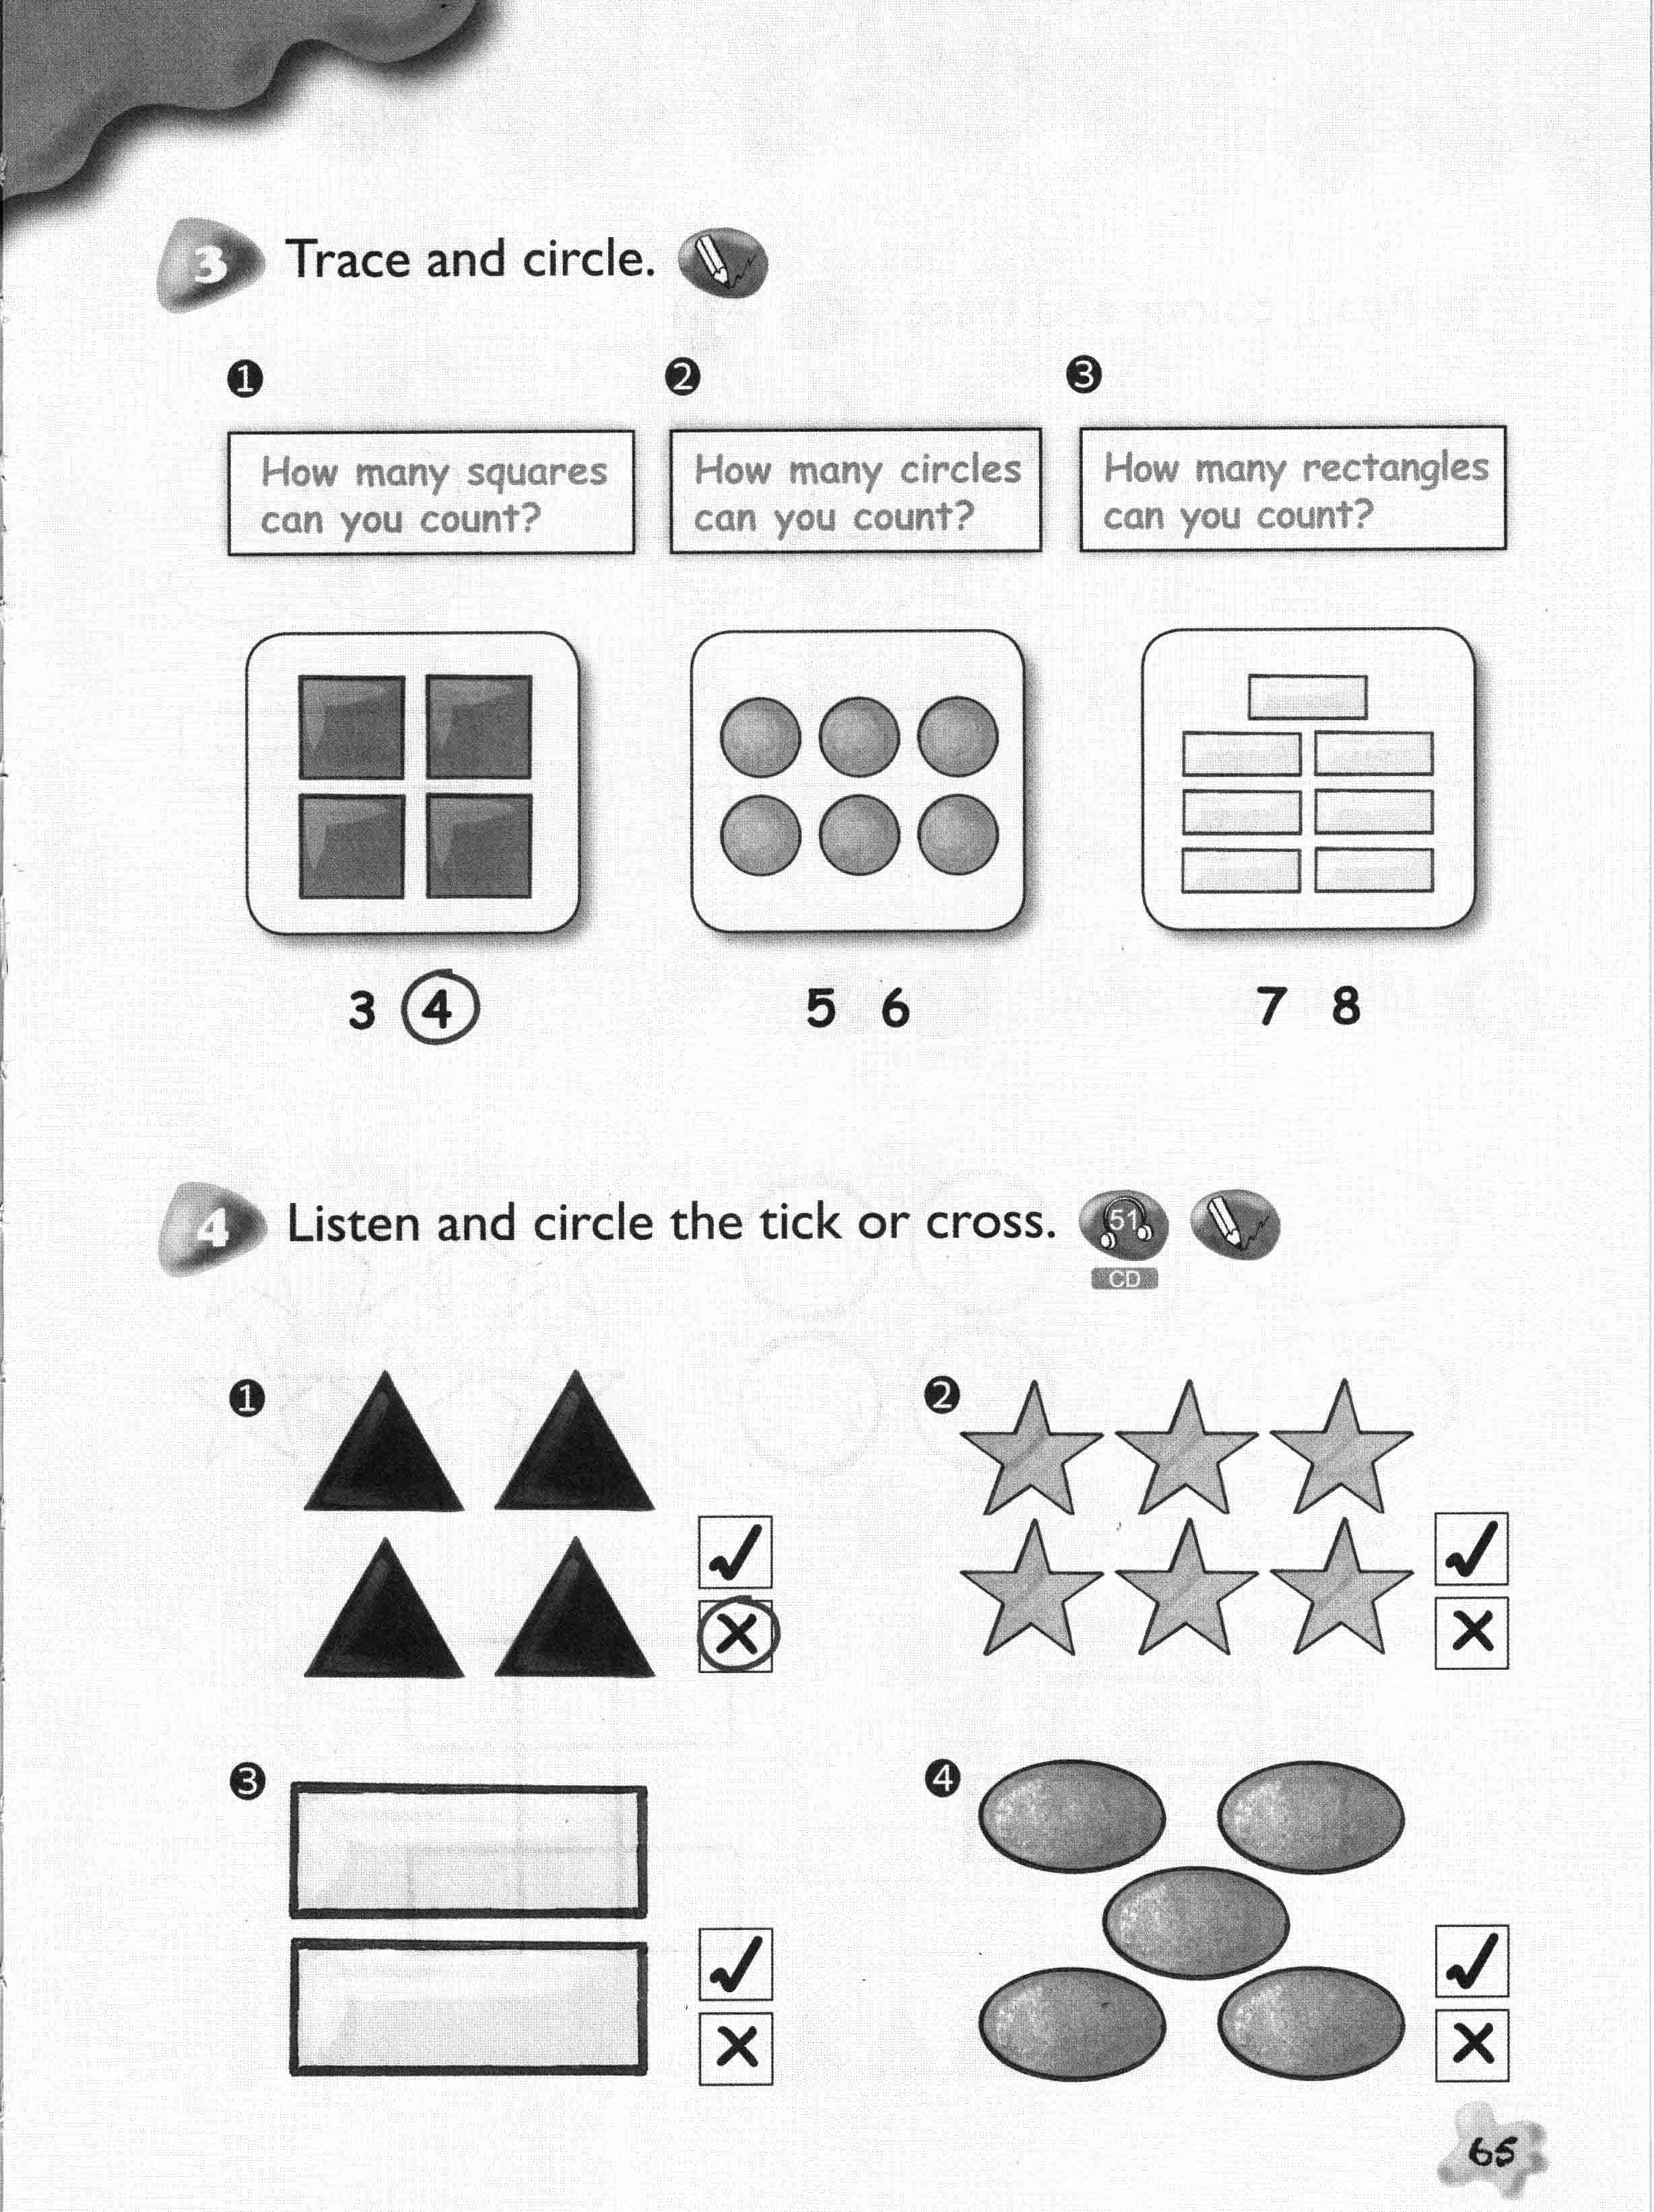 3 Trace and circle.
1 2 3
How many squares
can you count?
How many circles
can you count?
How many rectangles
can you count?
3 4
5 6
7 8
4 Listen and circle the tick or cross. 51
CD
1
2
3
4
65